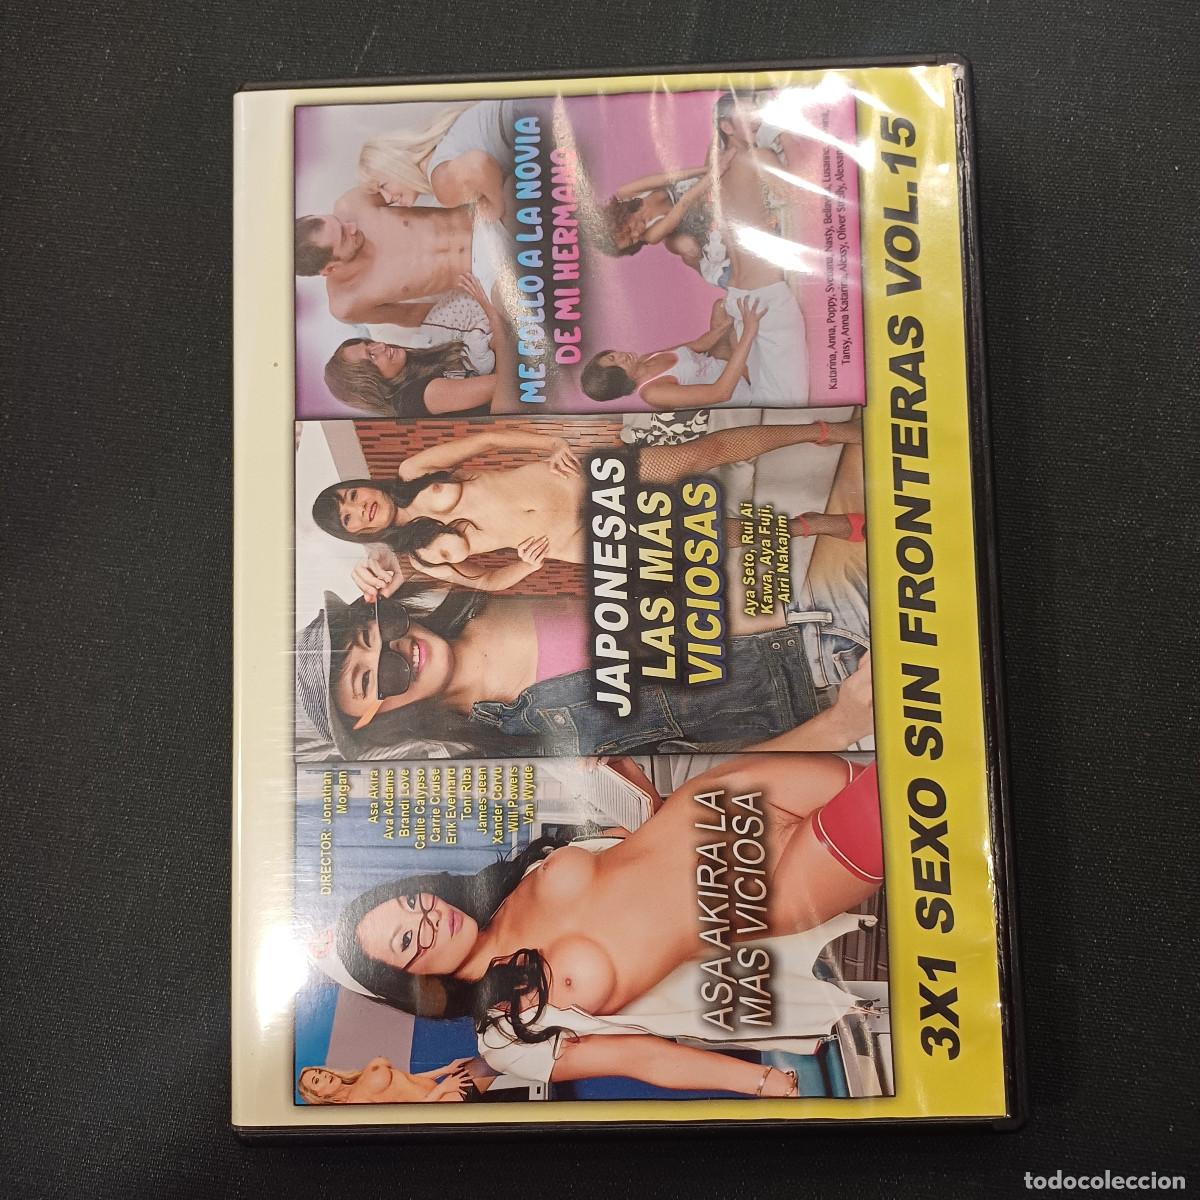 DIRECTOR: Jonathan
Morgan
Asa Akira
Ava Addams
Brandi Love
Callie Calypso
Carrie Cruise
Erik Everhard
Toni Riba
James deen
Xander Corvu
Will Powers
Van Wylde
ASA AKIRA LA
MÁS VICIOSA
JAPONESAS
LAS MÁS
VICIOSAS
Aya Seto, Rui Ai
Kawa, Aya Fuji,
Airi Nakajim
ME FOLLO A LA NOVIA
DE MI HERMANO
Katarina, Anna, Poppy, Svetlana, Nasty,
Tansy, Anna Katarina, Alessy, Oliver
3X1 SEXO SIN FRONTERAS VOL.15
todocoleccion